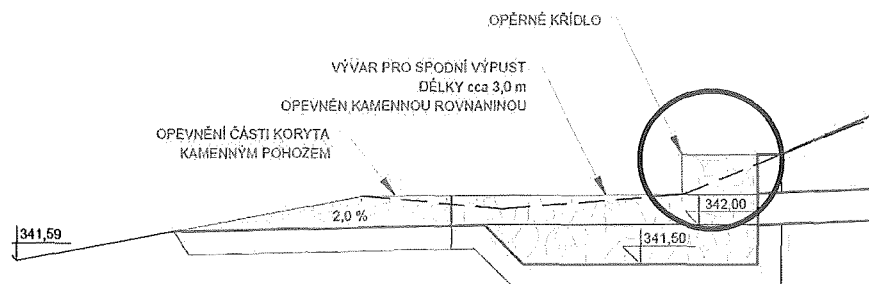 OPĚRNÉ KŘÍDLO
VÝVAR PRO SPODNÍ VÝPUST
DÉLKY cca 3,0 m
OPEVNĚN KAMENNOU ROVNANINOU
OPEVNĚNÍ ČÁSTI KORYTA
KAMENNÝM POHOZEM
2,0 %
342,00
341,59
341,50